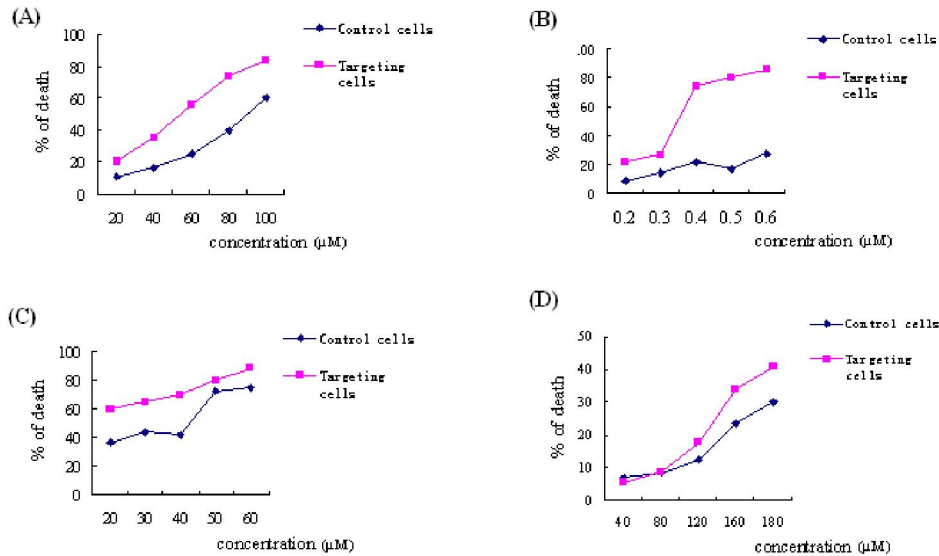 (A)
Control cells
Targeting
cells
% of death
100
80
60
40
20
0
20 40 60 80 100
concentration (µM)
(B)
Control cells
Targeting
cells
% of death
100
80
60
40
20
0
0.2 0.3 0.4 0.5 0.6
concentration (µM)
(C)
Control cells
Targeting
cells
% of death
100
80
60
40
20
0
20 30 40 50 60
concentration (µM)
(D)
Control cells
Targeting
cells
% of death
50
40
30
20
10
0
40 80 120 160 180
concentration (µM)